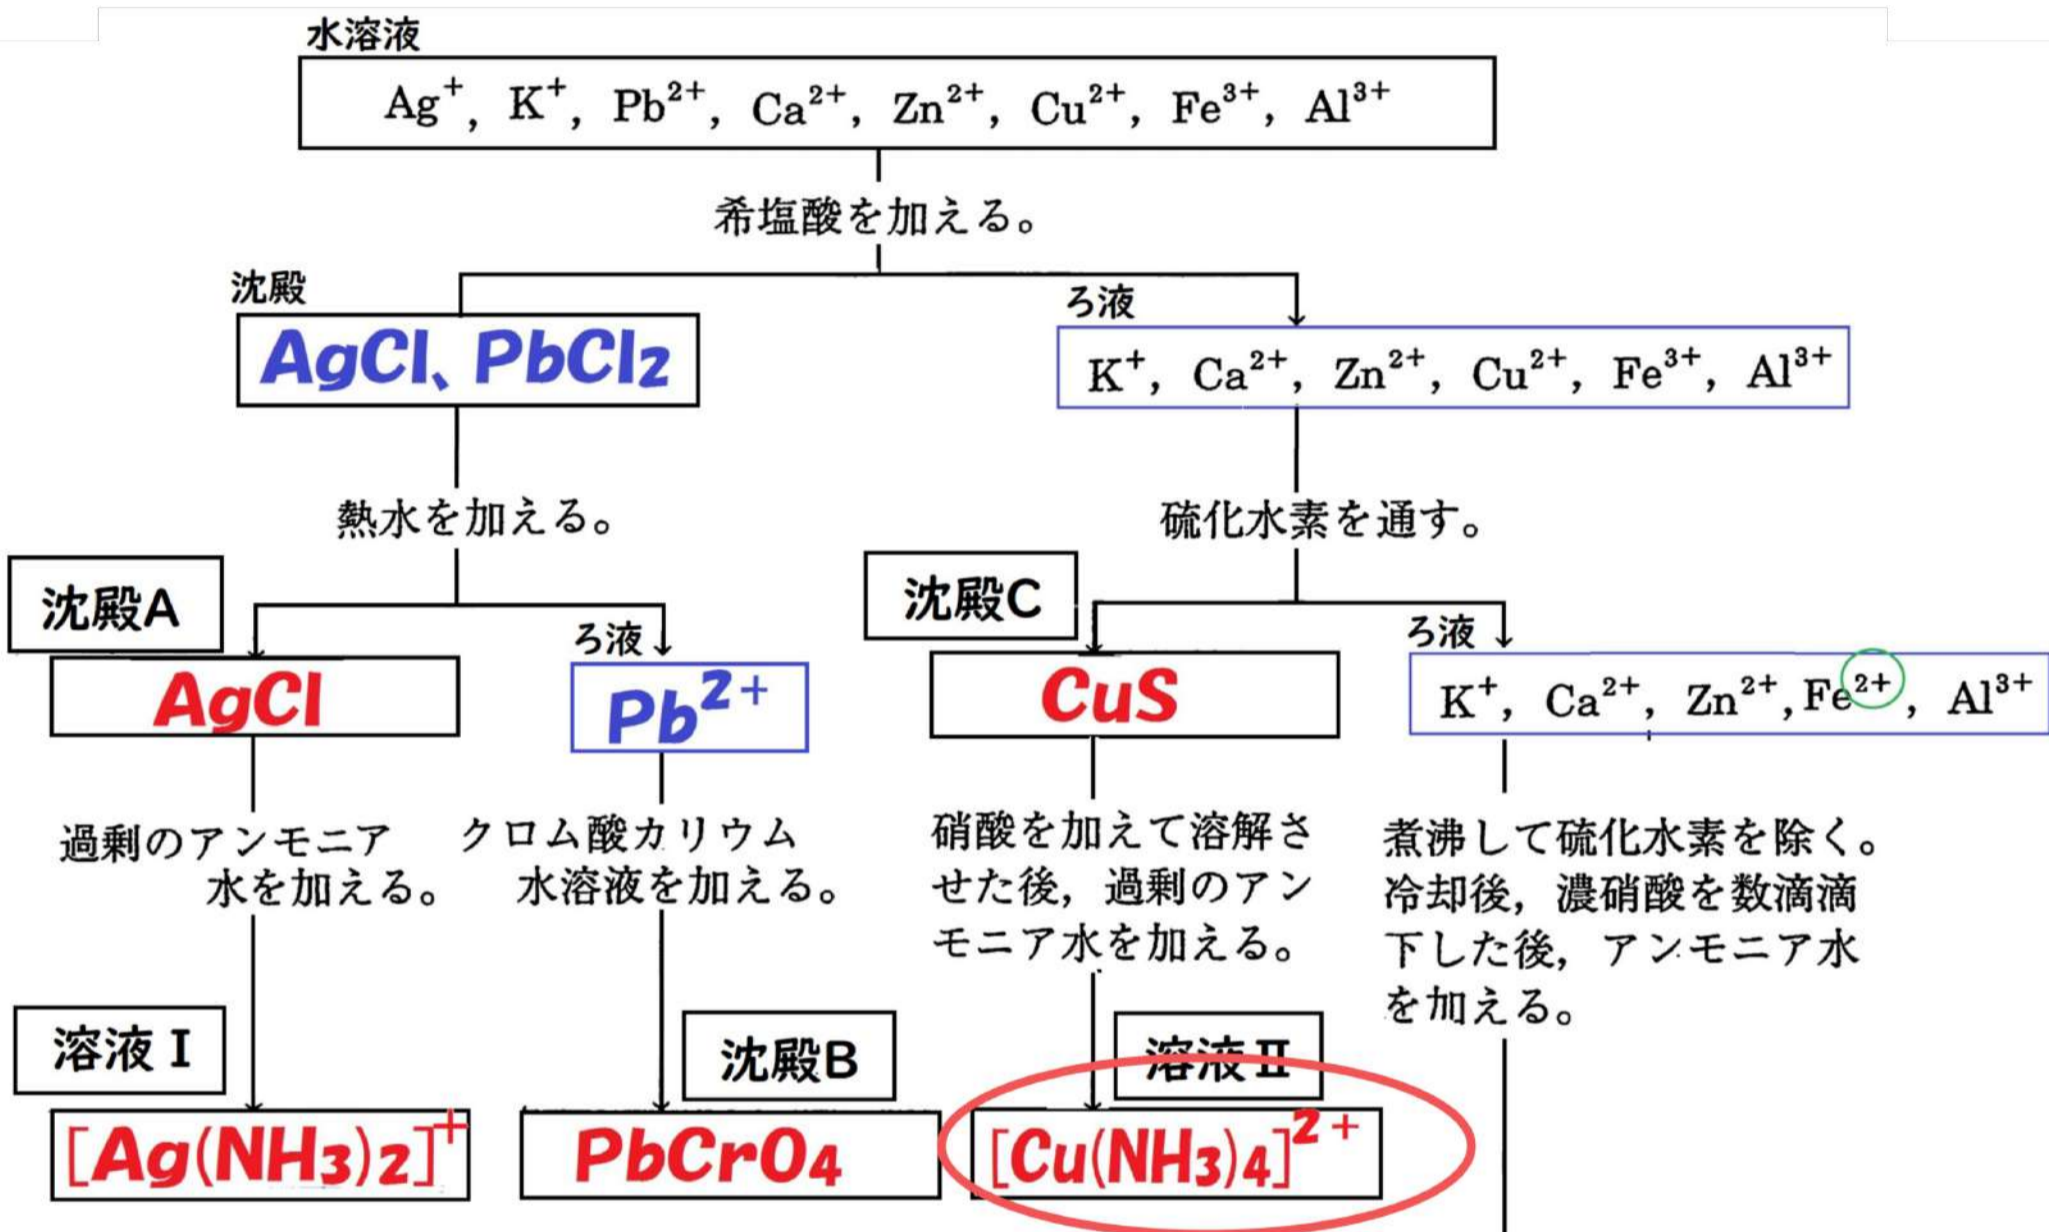 水溶液
Ag⁺, K⁺, Pb²⁺, Ca²⁺, Zn²⁺, Cu²⁺, Fe³⁺, Al³⁺
希塩酸を加える。
沈殿
AgCl、PbCl₂
ろ液
K⁺, Ca²⁺, Zn²⁺, Cu²⁺, Fe³⁺, Al³⁺
熱水を加える。
硫化水素を通す。
沈殿A
AgCl
ろ液
Pb²⁺
沈殿C
CuS
ろ液
K⁺, Ca²⁺, Zn²⁺, Fe²⁺, Al³⁺
過剰のアンモニア
水を加える。
クロム酸カリウム
水溶液を加える。
硝酸を加えて溶解さ
せた後，過剰のアン
モニア水を加える。
煮沸して硫化水素を除く。
冷却後，濃硝酸を数滴滴
下した後，アンモニア水
を加える。
溶液Ⅰ
[Ag(NH₃)₂]⁺
沈殿B
PbCrO₄
溶液Ⅱ
[Cu(NH₃)₄]²⁺